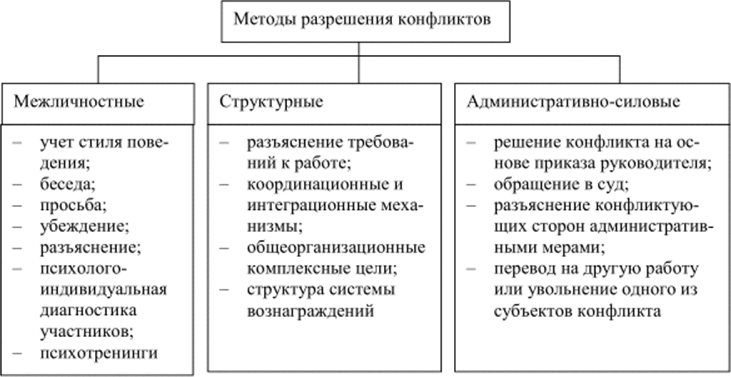 Методы разрешения конфликтов
Межличностные
– учет стиля пове-
дения;
– беседа;
– просьба;
– убеждение;
– разъяснение;
– психолого-
индивидуальная
диагностика
участников;
– психотренинги
Структурные
– разъяснение требова-
ний к работе;
– координационные и
интеграционные меха-
низмы;
– общеорганизационные
комплексные цели;
– структура системы
вознаграждений
Административно-силовые
– решение конфликта на ос-
нове приказа руководителя;
– обращение в суд;
– разъяснение конфликтую-
щих сторон административ-
ными мерами;
– перевод на другую работу
или увольнение одного из
субъектов конфликта